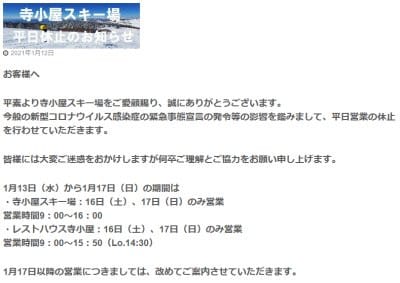 寺小屋スキー場
平日休止のお知らせ
2021年1月12日
お客様へ
平素より寺小屋スキー場をご愛顧賜り、誠にありがとうございます。
今般の新型コロナウイルス感染症の緊急事態宣言の発令等の影響を鑑みまして、平日営業の休止
を行わせていただきます。
皆様には大変ご迷惑をおかけしますが何卒ご理解とご協力をお願い申し上げます。
1月13日（水）から1月17日（日）の期間は
・寺小屋スキー場：16日（土）、17日（日）のみ営業
営業時間9：00～16：00
・レストハウス寺小屋：16日（土）、17日（日）のみ営業
営業時間9：00～15：50（Lo.14:30）
1月17日以降の営業につきましては、改めてご案内させていただきます。